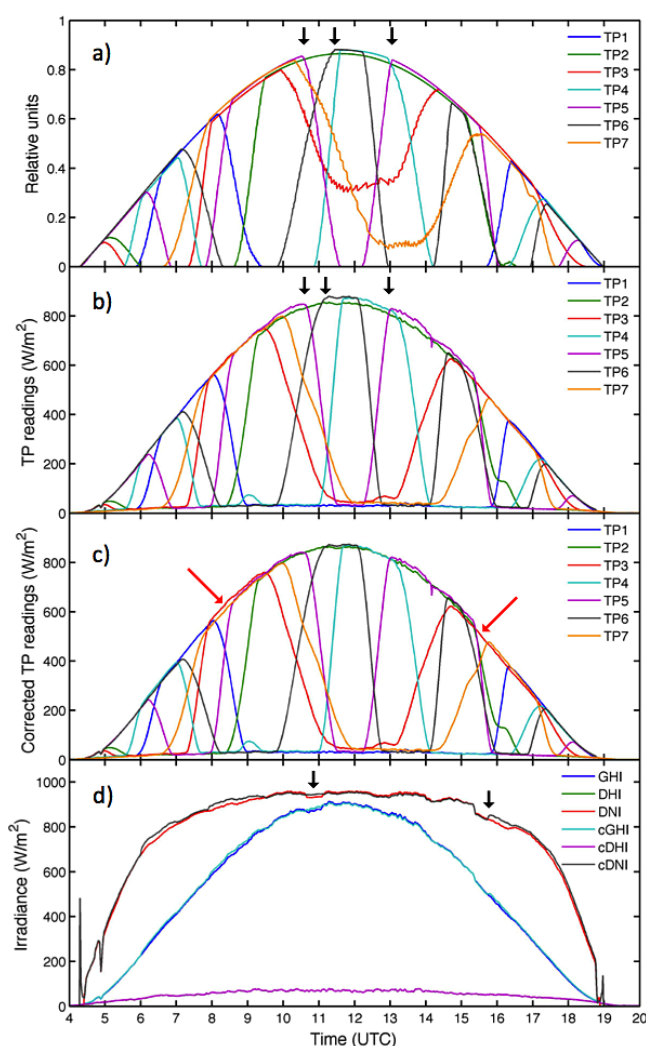 a)
Relative units
1
0.8
0.6
0.4
0.2
0
TP1
TP2
TP3
TP4
TP5
TP6
TP7
b)
TP readings (W/m²)
800
600
400
200
0
TP1
TP2
TP3
TP4
TP5
TP6
TP7
c)
Corrected TP readings (W/m²)
800
600
400
200
0
TP1
TP2
TP3
TP4
TP5
TP6
TP7
d)
Irradiance (W/m²)
1000
800
600
400
200
0
GHI
DHI
DNI
cGHI
cDHI
cDNI
4 5 6 7 8 9 10 11 12 13 14 15 16 17 18 19 20
Time (UTC)